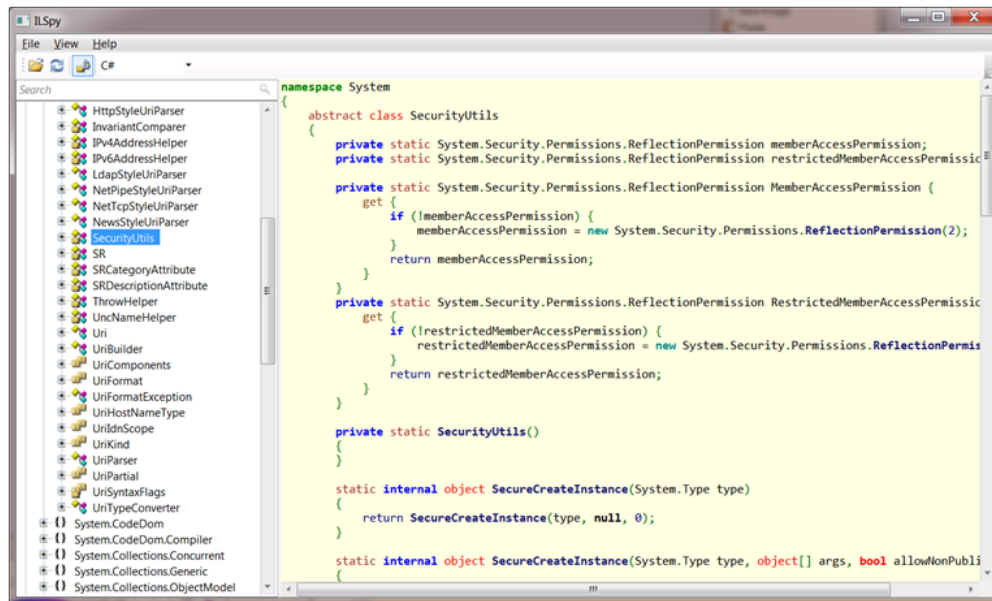 ILSpy
File View Help
C#
Search
HttpStyleUriParser
InvariantComparer
IPv4AddressHelper
IPv6AddressHelper
LdapStyleUriParser
NetPipeStyleUriParser
NetTcpStyleUriParser
NewsStyleUriParser
SecurityUtils
SR
SRCategoryAttribute
SRDescriptionAttribute
ThrowHelper
UncNameHelper
Uri
UriBuilder
UriComponents
UriFormat
UriFormatException
UriHostNameType
UriIdnScope
UriKind
UriParser
UriPartial
UriSyntaxFlags
UriTypeConverter
{} System.CodeDom
{} System.CodeDom.Compiler
{} System.Collections.Concurrent
{} System.Collections.Generic
{} System.Collections.ObjectModel
namespace System
{
abstract class SecurityUtils
{
private static System.Security.Permissions.ReflectionPermission memberAccessPermission;
private static System.Security.Permissions.ReflectionPermission restrictedMemberAccessPermissic
private static System.Security.Permissions.ReflectionPermission MemberAccessPermission {
get {
if (!memberAccessPermission) {
memberAccessPermission = new System.Security.Permissions.ReflectionPermission(2);
}
return memberAccessPermission;
}
}
private static System.Security.Permissions.ReflectionPermission RestrictedMemberAccessPermissic
get {
if (!restrictedMemberAccessPermission) {
restrictedMemberAccessPermission = new System.Security.Permissions.ReflectionPermis
}
return restrictedMemberAccessPermission;
}
}
private static SecurityUtils()
{
}
static internal object SecureCreateInstance(System.Type type)
{
return SecureCreateInstance(type, null, 0);
}
static internal object SecureCreateInstance(System.Type type, object[] args, bool allowNonPubli
{